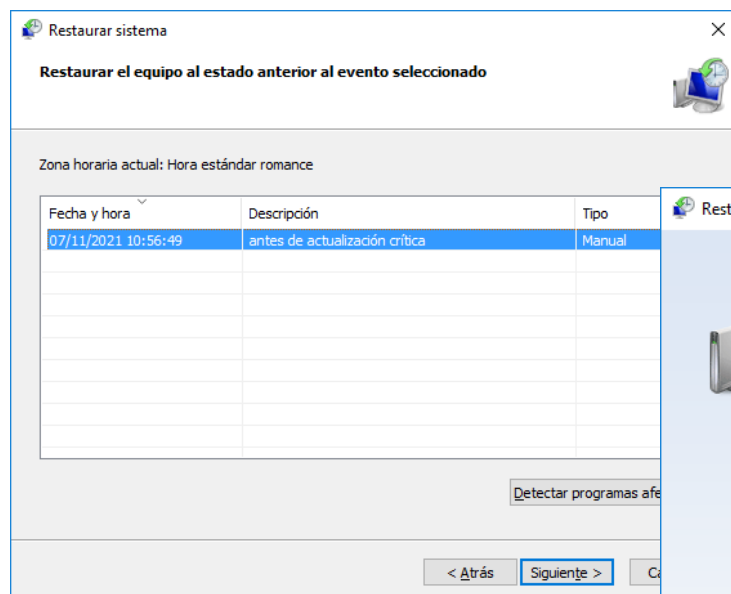 Restaurar sistema
Restaurar el equipo al estado anterior al evento seleccionado
Zona horaria actual: Hora estándar romance
Fecha y hora Descripción Tipo
Rest
07/11/2021 10:56:49 antes de actualización crítica Manual
Detectar programas afe
< Atrás Siguiente > Ca